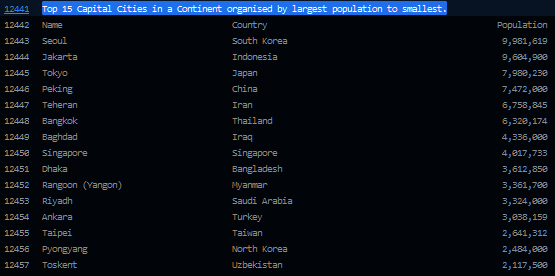 12441 Top 15 Capital Cities in a Continent organised by largest population to smallest.
12442 Name Country Population
12443 Seoul South Korea 9,981,619
12444 Jakarta Indonesia 9,604,900
12445 Tokyo Japan 7,980,230
12446 Peking China 7,472,000
12447 Teheran Iran 6,758,845
12448 Bangkok Thailand 6,320,174
12449 Baghdad Iraq 4,336,000
12450 Singapore Singapore 4,017,733
12451 Dhaka Bangladesh 3,612,850
12452 Rangoon (Yangon) Myanmar 3,361,700
12453 Riyadh Saudi Arabia 3,324,000
12454 Ankara Turkey 3,038,159
12455 Taipei Taiwan 2,641,312
12456 Pyongyang North Korea 2,484,000
12457 Toskent Uzbekistan 2,117,500